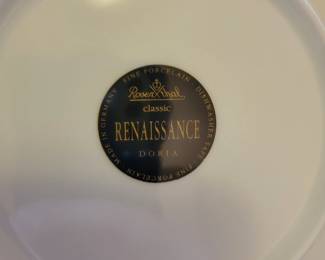 Rosenthal
classic
RENAISSANCE
DORIA
MADE IN GERMANY · FINE PORCELAIN · DISHWASHER SAFE · FINE PORCELAIN